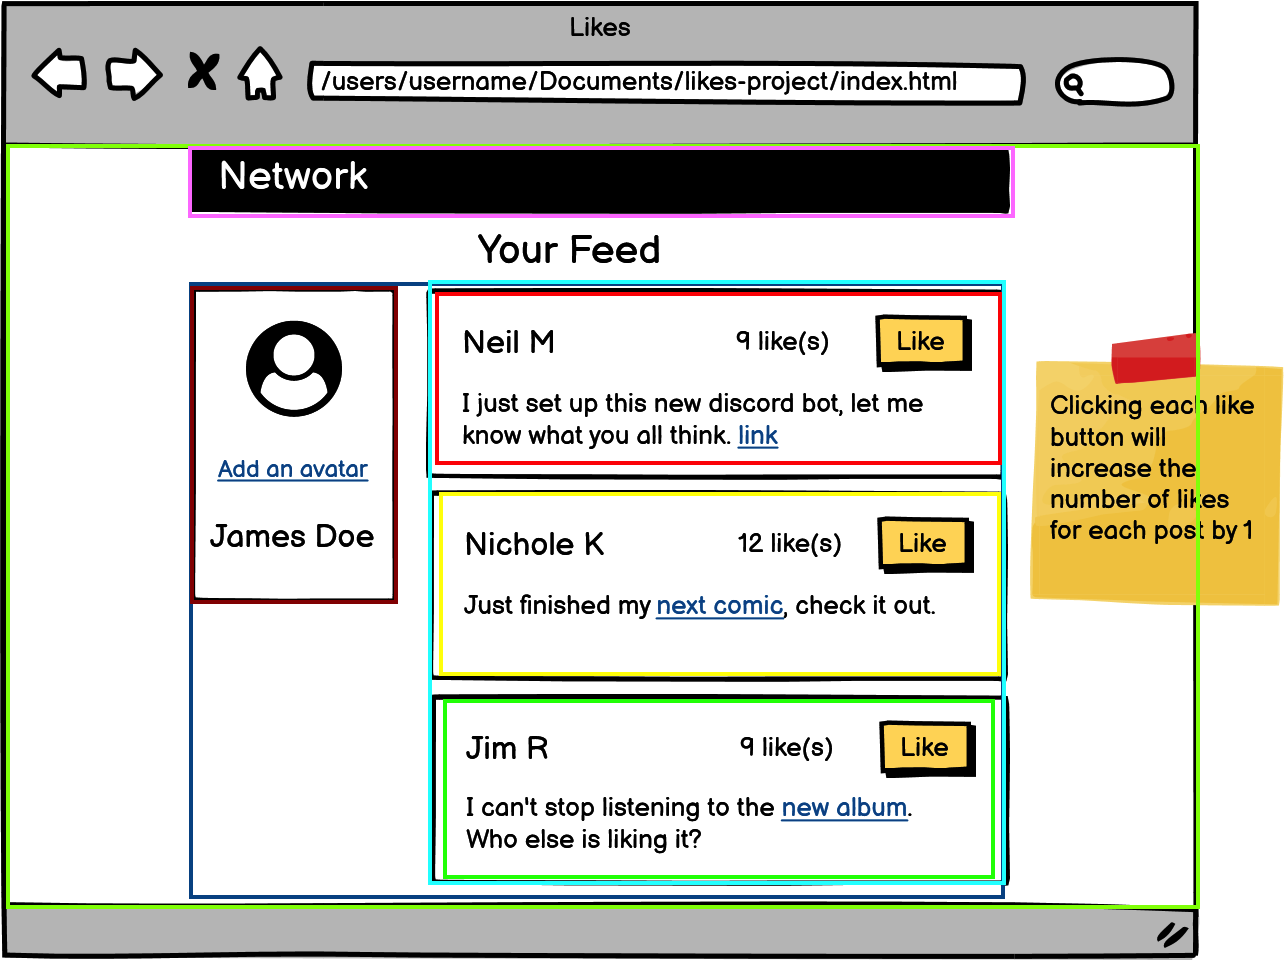 Likes
/users/username/Documents/likes-project/index.html
Network
Your Feed
Add an avatar
James Doe
Neil M
9 like(s)
Like
I just set up this new discord bot, let me
know what you all think. link
Nichole K
12 like(s)
Like
Just finished my next comic, check it out.
Jim R
9 like(s)
Like
I can't stop listening to the new album.
Who else is liking it?
Clicking each like
button will
increase the
number of likes
for each post by 1